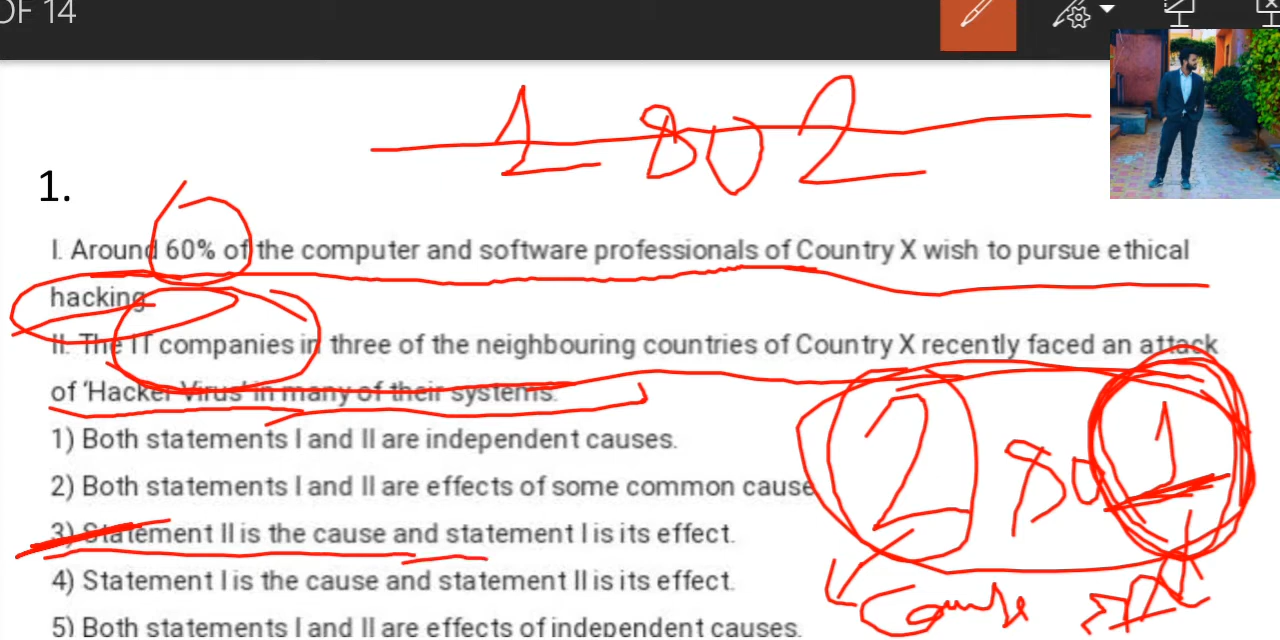 OF 14
1 so 2
1.
I. Around 60% of the computer and software professionals of Country X wish to pursue ethical
hacking.
II. The IT companies in three of the neighbouring countries of Country X recently faced an attack
of ‘Hacker Virus’ in many of their systems.
1) Both statements I and II are independent causes.
2) Both statements I and II are effects of some common cause
2 so 1
3) Statement II is the cause and statement I is its effect.
4) Statement I is the cause and statement II is its effect.
Cause
5) Both statements I and II are effects of independent causes.